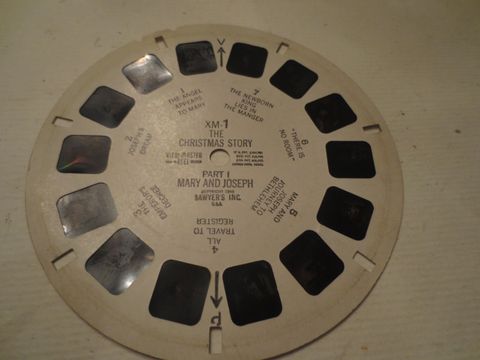 XM-1
THE
CHRISTMAS STORY
VIEW-MASTER
REEL
PART I
MARY AND JOSEPH
SAWYER'S INC.
U.S.A.
1
THE ANGEL
APPEARS
TO MARY
2
JOSEPH'S
DREAM
3
THE
EMPEROR'S
DECREE
4
ALL
TRAVEL TO
REGISTER
5
MARY AND
JOSEPH
JOURNEY TO
BETHLEHEM
6
"THERE IS
NO ROOM"
7
THE NEWBORN
KING
LIES IN
THE MANGER